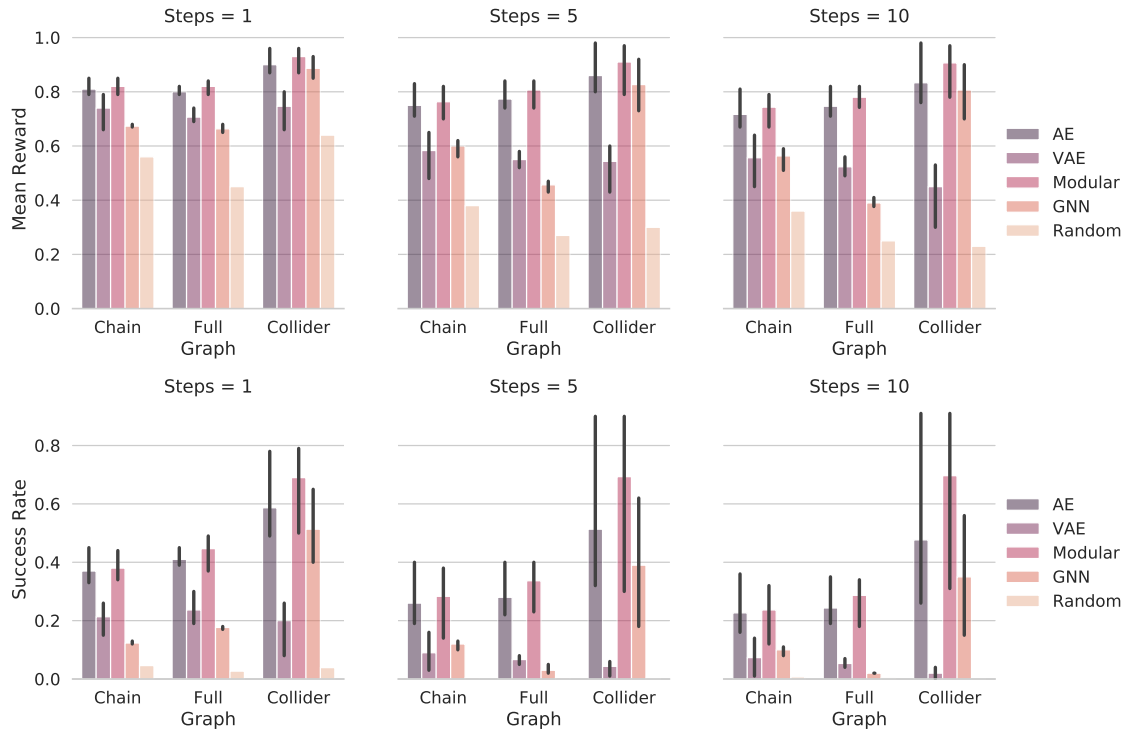 Steps = 1
Steps = 5
Steps = 10
Mean Reward
1.0
0.8
0.6
0.4
0.2
0.0
Chain Full Collider
Graph
Chain Full Collider
Graph
Chain Full Collider
Graph
AE
VAE
Modular
GNN
Random
Steps = 1
Steps = 5
Steps = 10
Success Rate
0.8
0.6
0.4
0.2
0.0
Chain Full Collider
Graph
Chain Full Collider
Graph
Chain Full Collider
Graph
AE
VAE
Modular
GNN
Random